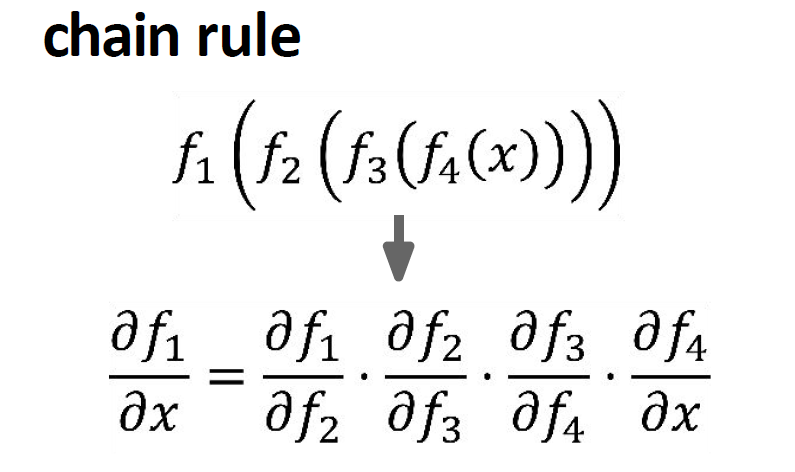 chain rule
f₁(f₂(f₃(f₄(x))))
∂f₁/∂x = ∂f₁/∂f₂ · ∂f₂/∂f₃ · ∂f₃/∂f₄ · ∂f₄/∂x